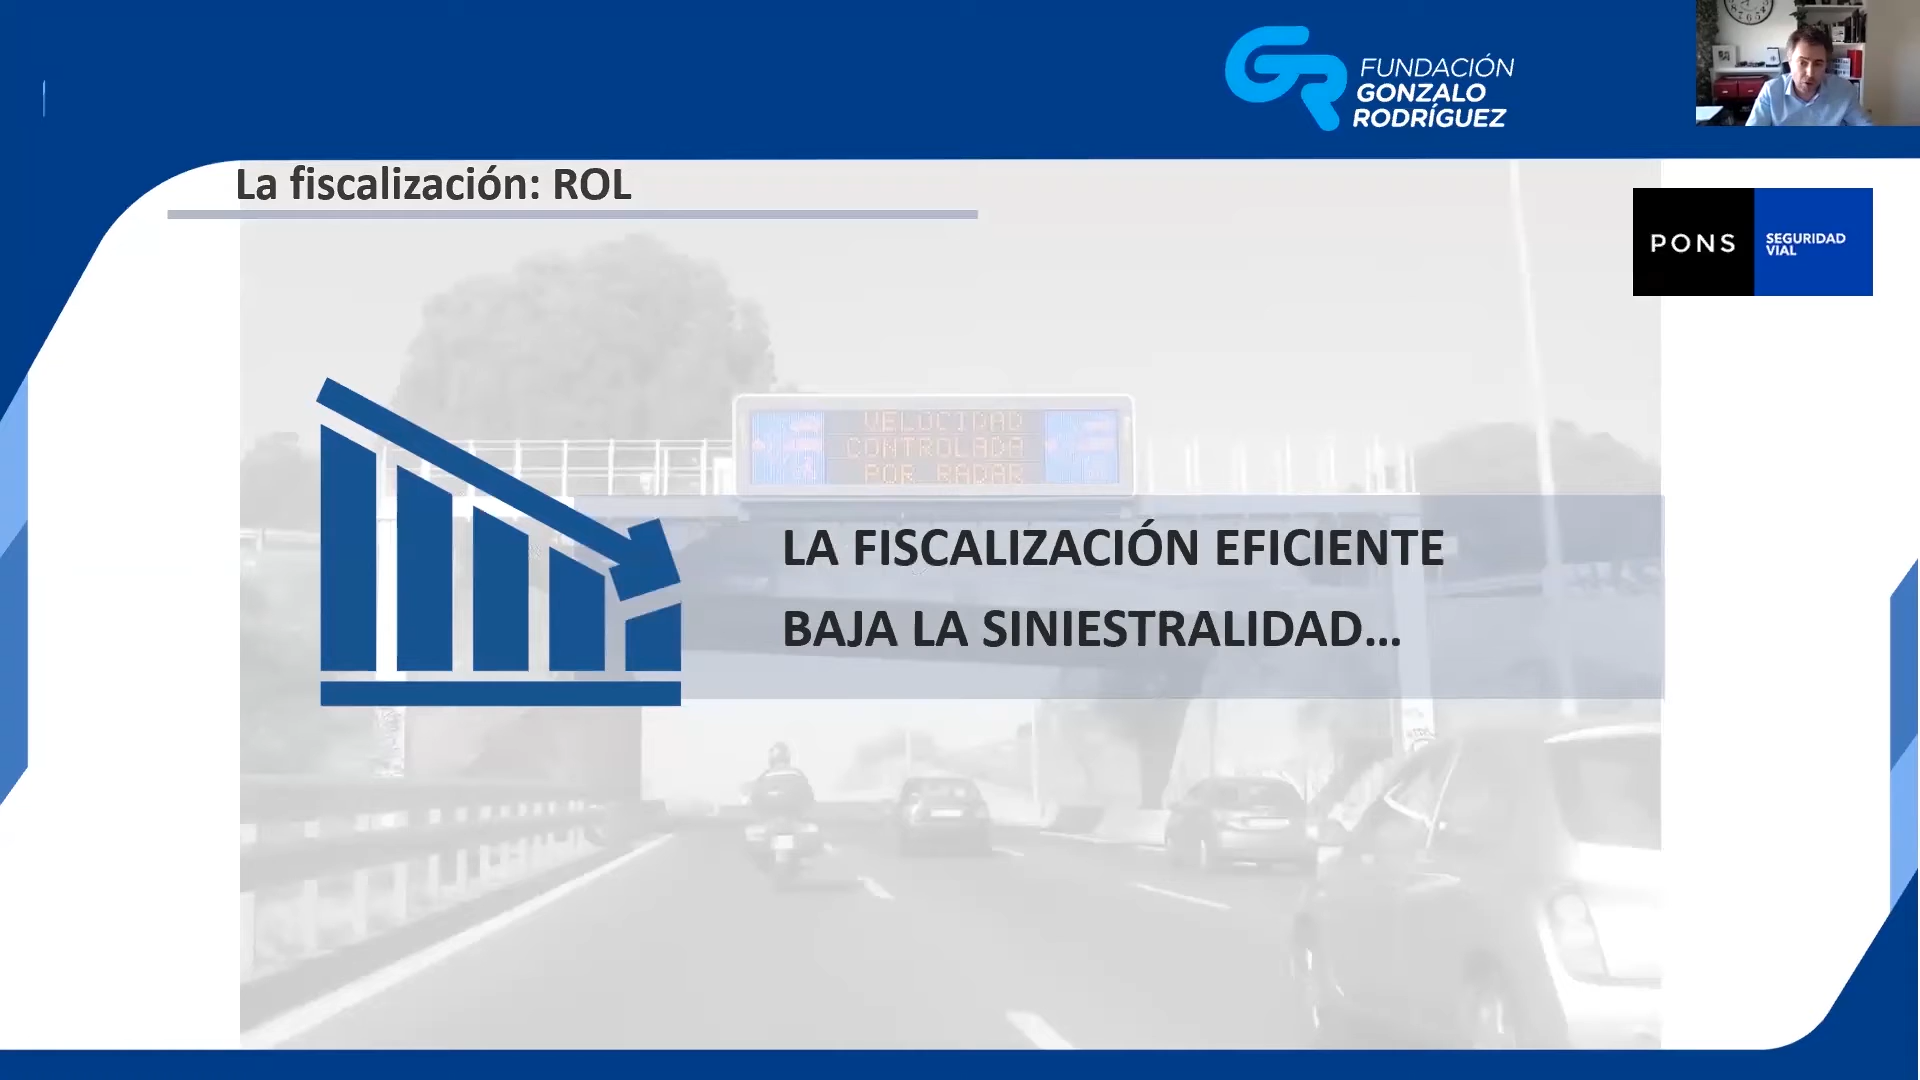 FUNDACIÓN
GONZALO
RODRÍGUEZ
La fiscalización: ROL
PONS
SEGURIDAD
VIAL
VELOCIDAD
CONTROLADA
POR RADAR
LA FISCALIZACIÓN EFICIENTE
BAJA LA SINIESTRALIDAD...